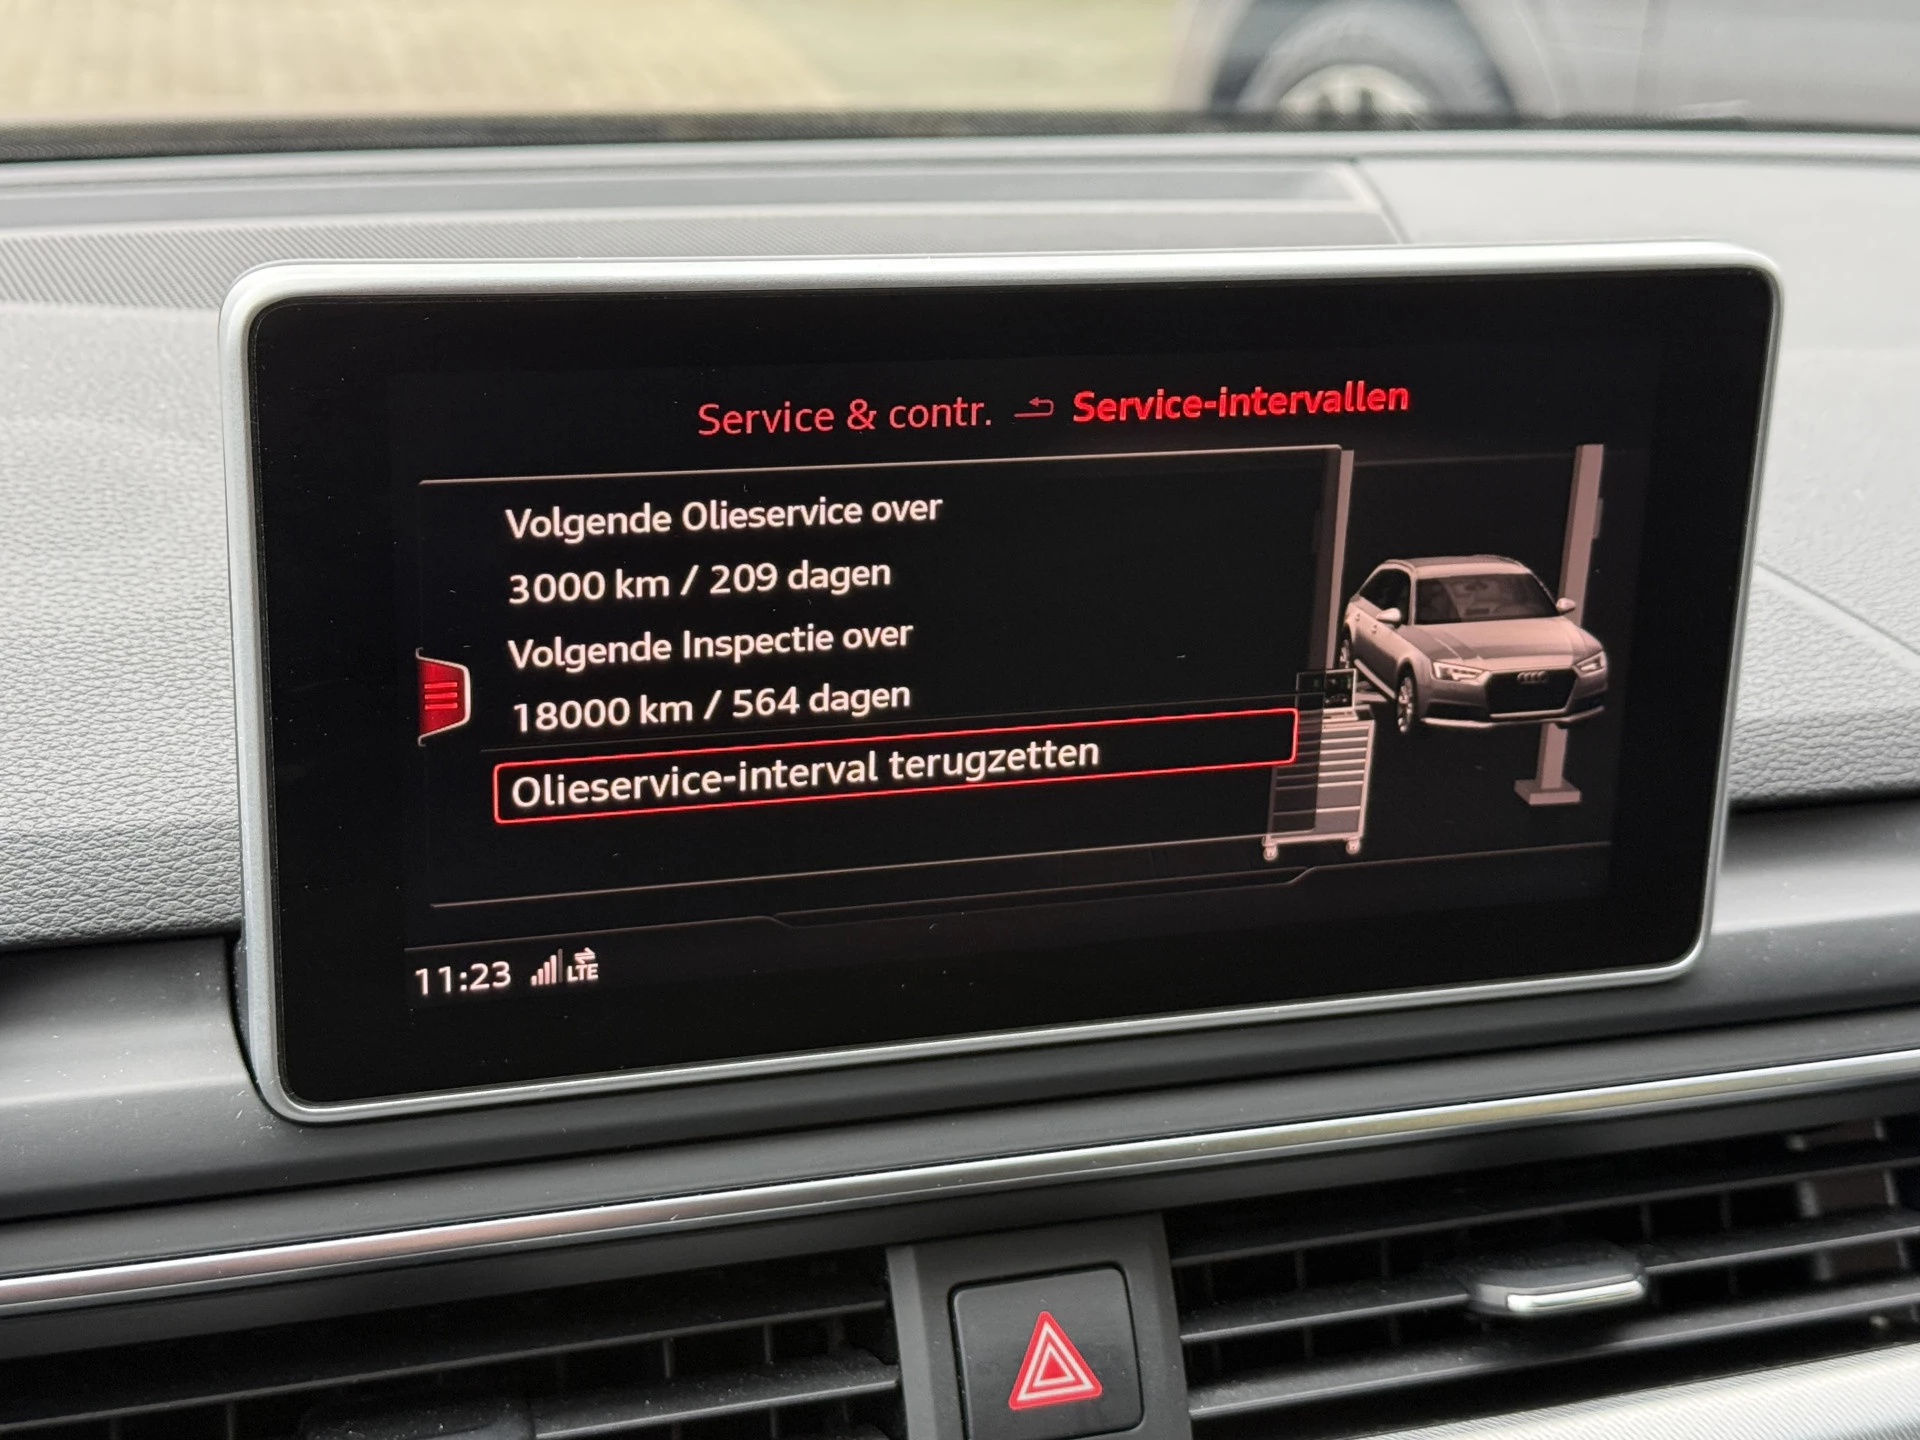 Service & contr. Service-intervallen
Volgende Olieservice over
3000 km / 209 dagen
Volgende Inspectie over
18000 km / 564 dagen
Olieservice-interval terugzetten
11:23 LTE